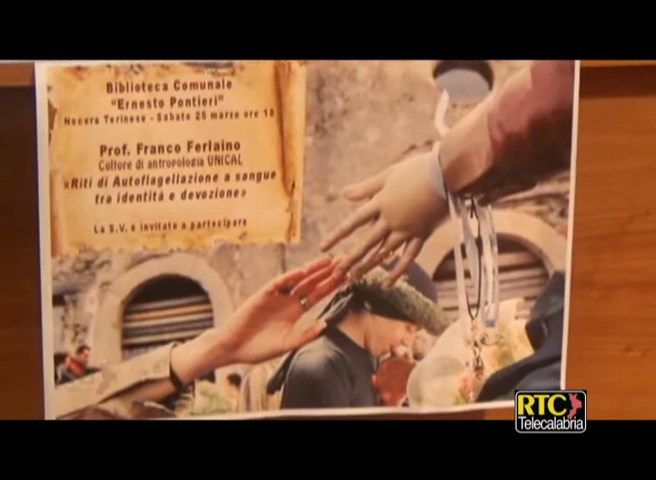 Biblioteca Comunale
"Ernesto Pontieri"
Nocera Terinese - Sabato 25 marzo ore 18
Prof. Franco Ferlaino
Cultore di antropologia UNICAL
«Riti di Autoflagellazione a sangue
tra identità e devozione»
La S.V. è invitata a partecipare
RTC
Telecalabria